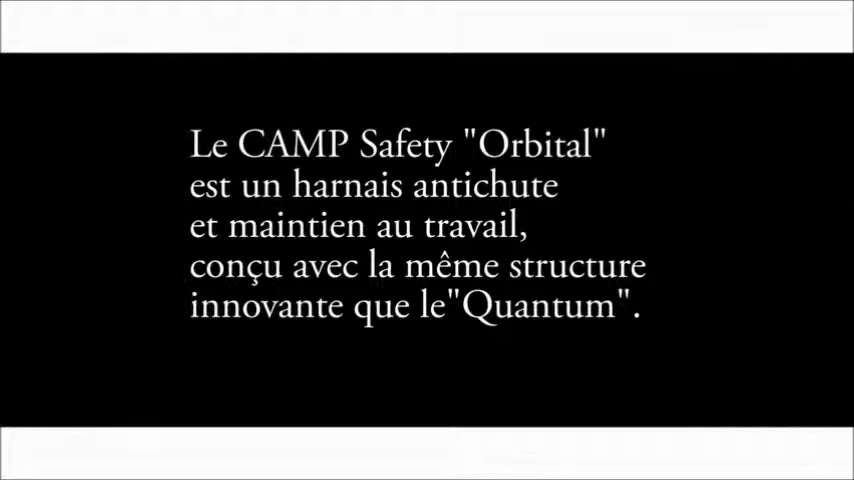 Le CAMP Safety "Orbital"
est un harnais antichute
et maintien au travail,
conçu avec la même structure
innovante que le"Quantum".